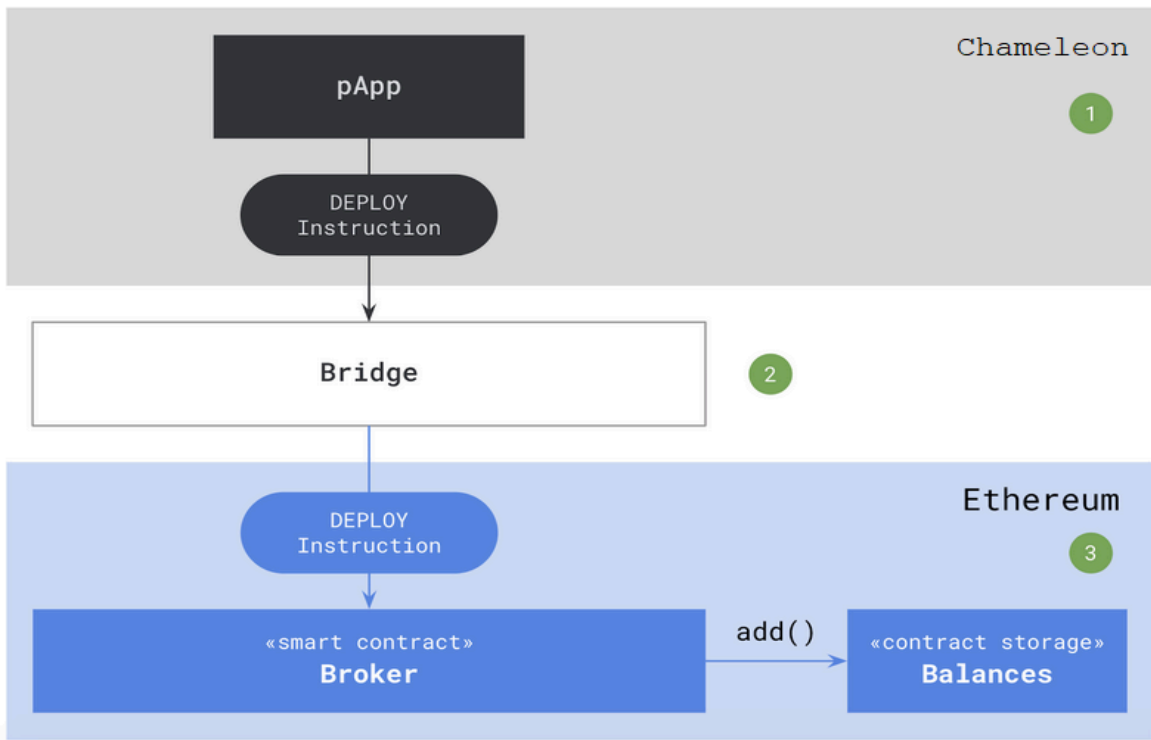 Chameleon
pApp
1
DEPLOY
Instruction
Bridge
2
Ethereum
DEPLOY
Instruction
3
«smart contract»
Broker
add()
«contract storage»
Balances